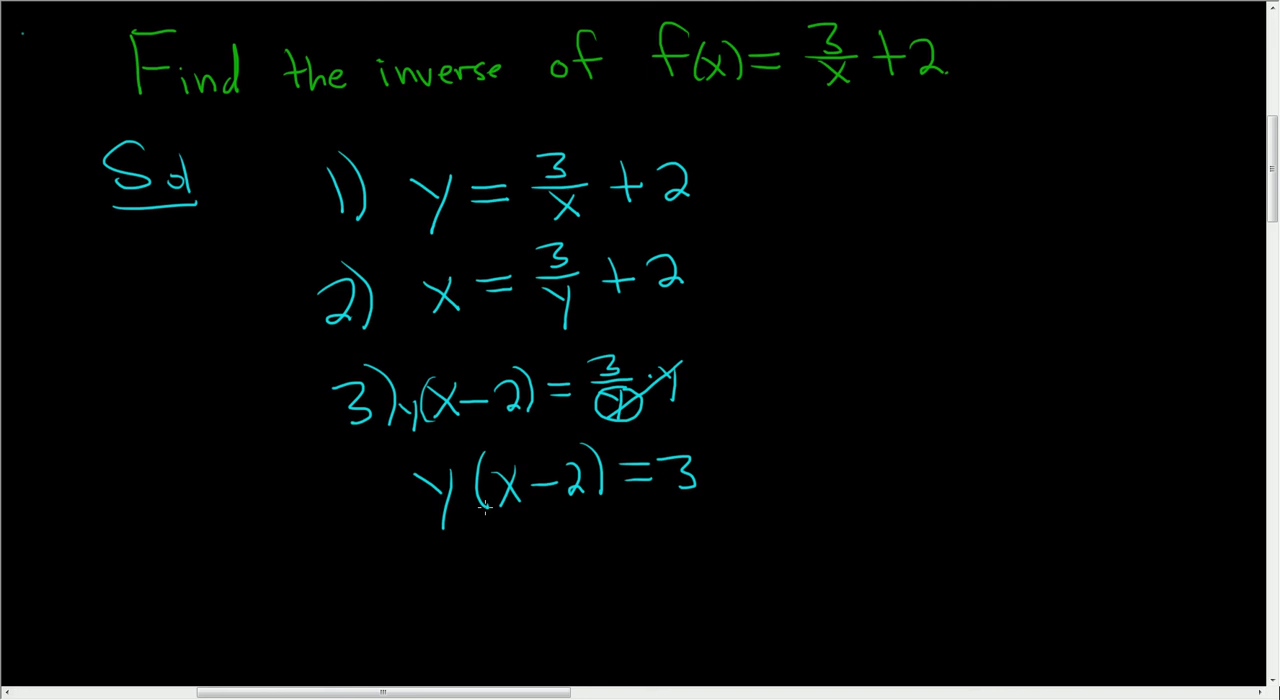 Find the inverse of f(x) = 3/x + 2.
Sol
1) y = 3/x + 2
2) x = 3/y + 2
3) y(x - 2) = 3/y · y
y(x - 2) = 3